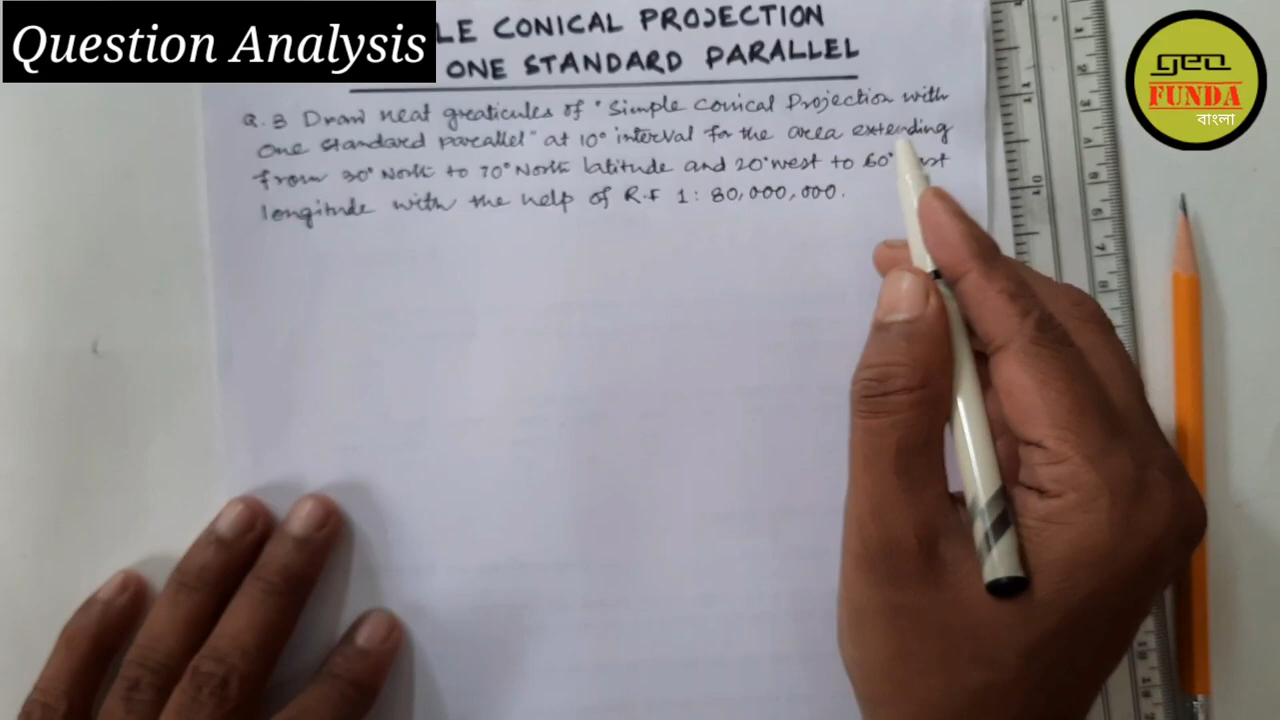 Question Analysis
LE CONICAL PROJECTION
ONE STANDARD PARALLEL
Q.3 Draw neat greaticules of "Simple Conical Projection with
one standard parallel" at 10° interval for the area extending
from 30° North to 70° North latitude and 20° west to 60°
longitude with the help of R.F 1: 80,000,000.
geo
FUNDA
বাংলা